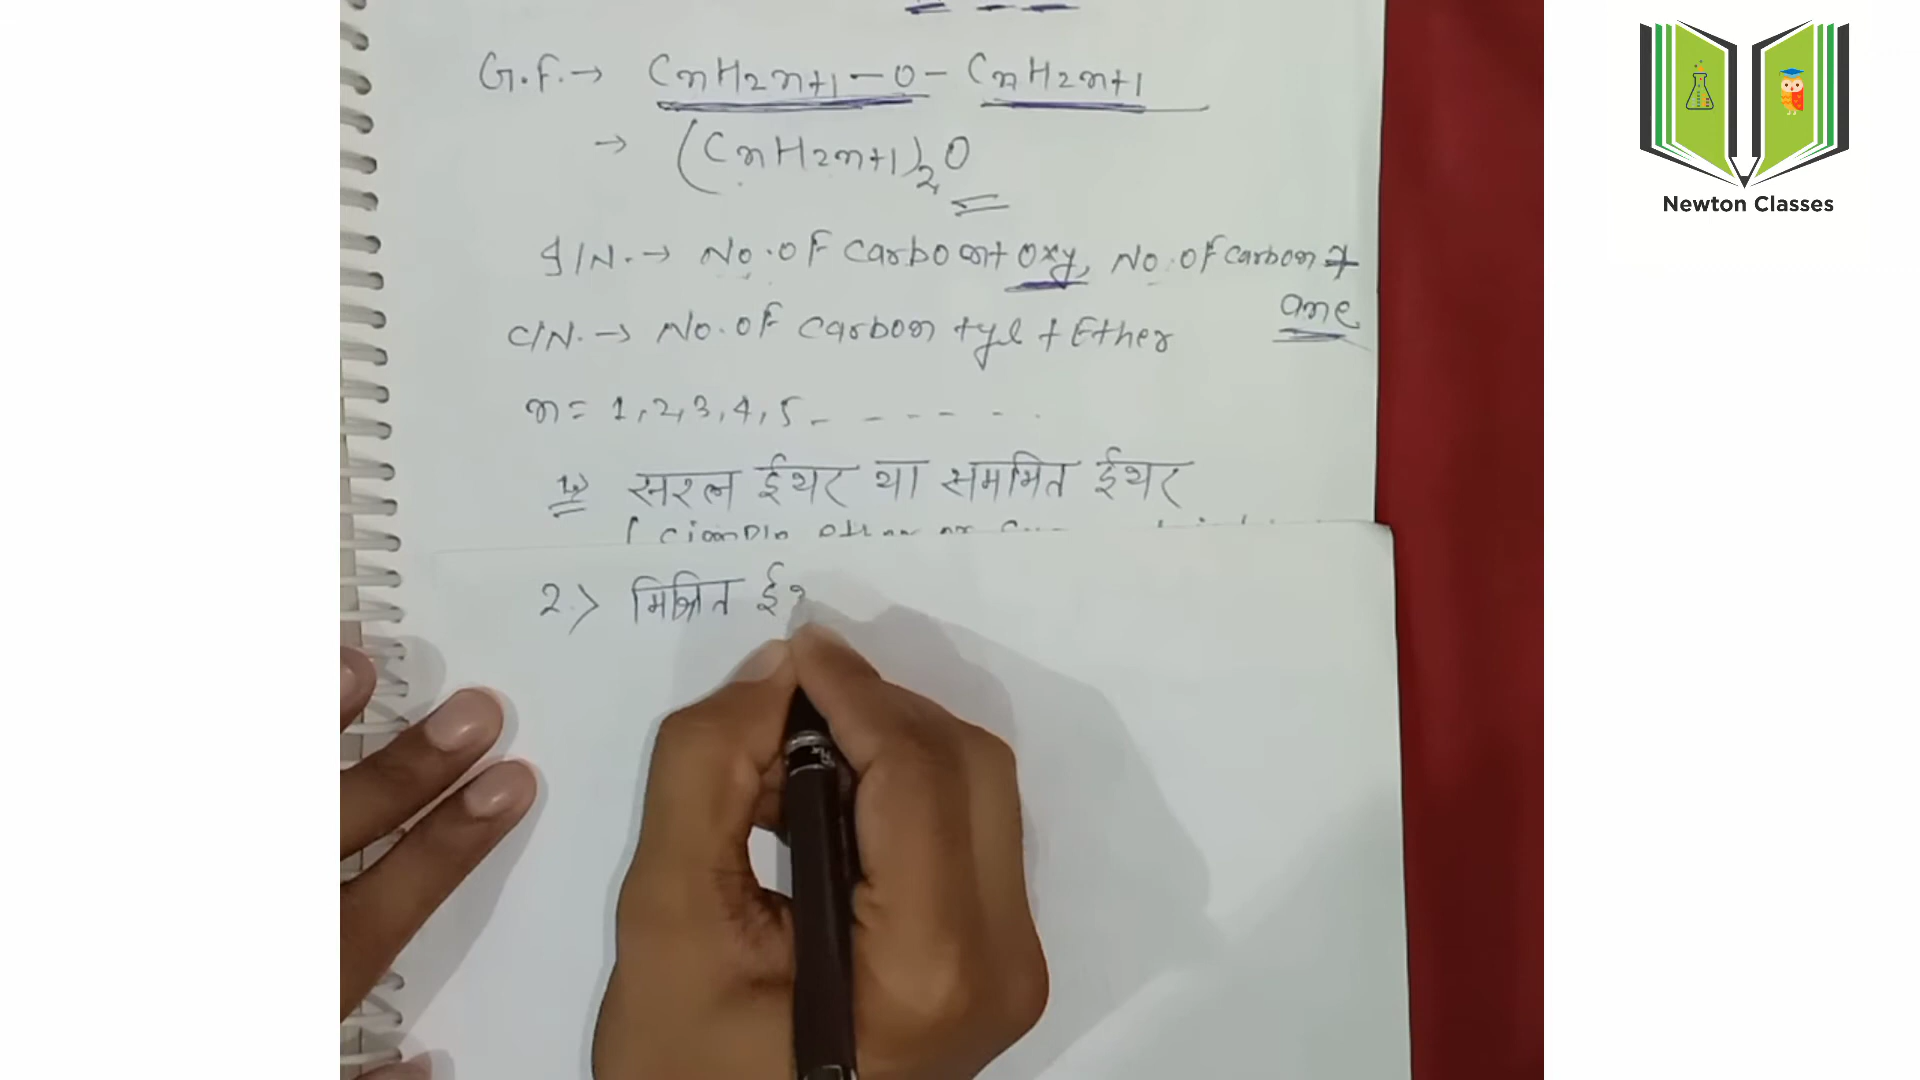 G.F. → CnH2n+1 - O - CnH2n+1
→ (CnH2n+1)2O
I/N. → No. of carbon + oxy, No. of carbon +
ane
C/N. → No. of carbon + yl + Ether
n = 1, 2, 3, 4, 5 - - - - - -
1.> सरल ईथर या सममित ईथर
2.> मिश्रित
Newton Classes